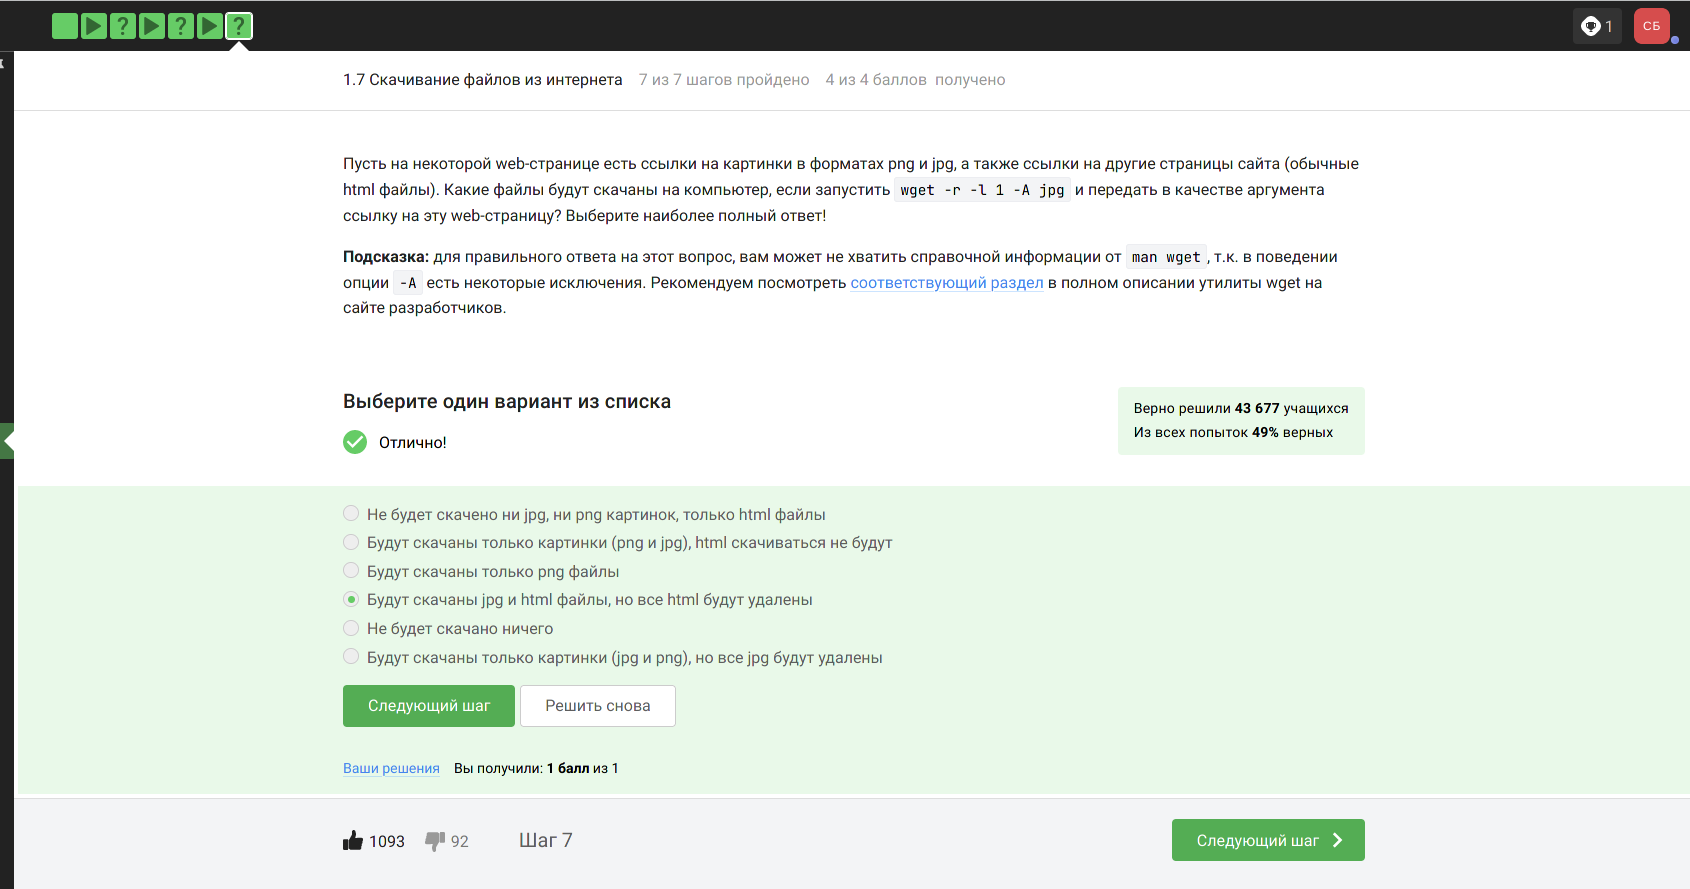 ? ? ?
1
СБ
1.7 Скачивание файлов из интернета 7 из 7 шагов пройдено 4 из 4 баллов получено
Пусть на некоторой web-странице есть ссылки на картинки в форматах png и jpg, а также ссылки на другие страницы сайта (обычные
html файлы). Какие файлы будут скачаны на компьютер, если запустить wget -r -l 1 -A jpg и передать в качестве аргумента
ссылку на эту web-страницу? Выберите наиболее полный ответ!
Подсказка: для правильного ответа на этот вопрос, вам может не хватить справочной информации от man wget, т.к. в поведении
опции -A есть некоторые исключения. Рекомендуем посмотреть соответствующий раздел в полном описании утилиты wget на
сайте разработчиков.
Выберите один вариант из списка
Отлично!
Верно решили 43 677 учащихся
Из всех попыток 49% верных
Не будет скачено ни jpg, ни png картинок, только html файлы
Будут скачаны только картинки (png и jpg), html скачиваться не будут
Будут скачаны только png файлы
Будут скачаны jpg и html файлы, но все html будут удалены
Не будет скачано ничего
Будут скачаны только картинки (jpg и png), но все jpg будут удалены
Следующий шаг Решить снова
Ваши решения Вы получили: 1 балл из 1
1093 92 Шаг 7 Следующий шаг